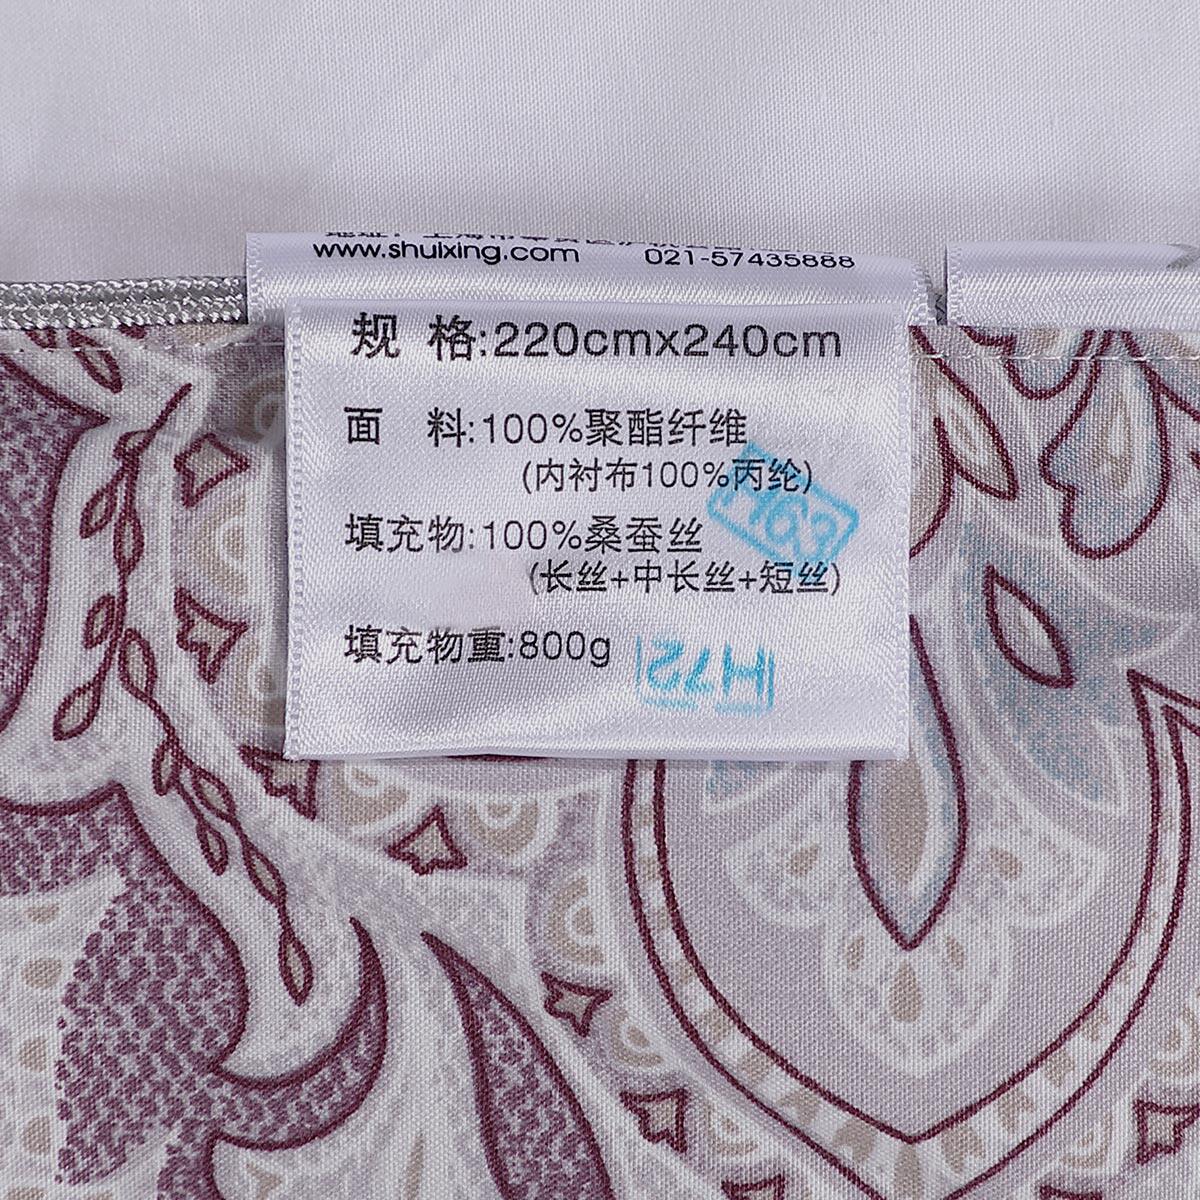 www.shuixing.com 021-57435888
规 格:220cmx240cm
面 料:100%聚酯纤维
(内衬布100%丙纶)
填充物:100%桑蚕丝
(长丝+中长丝+短丝)
填充物重:800g
H72